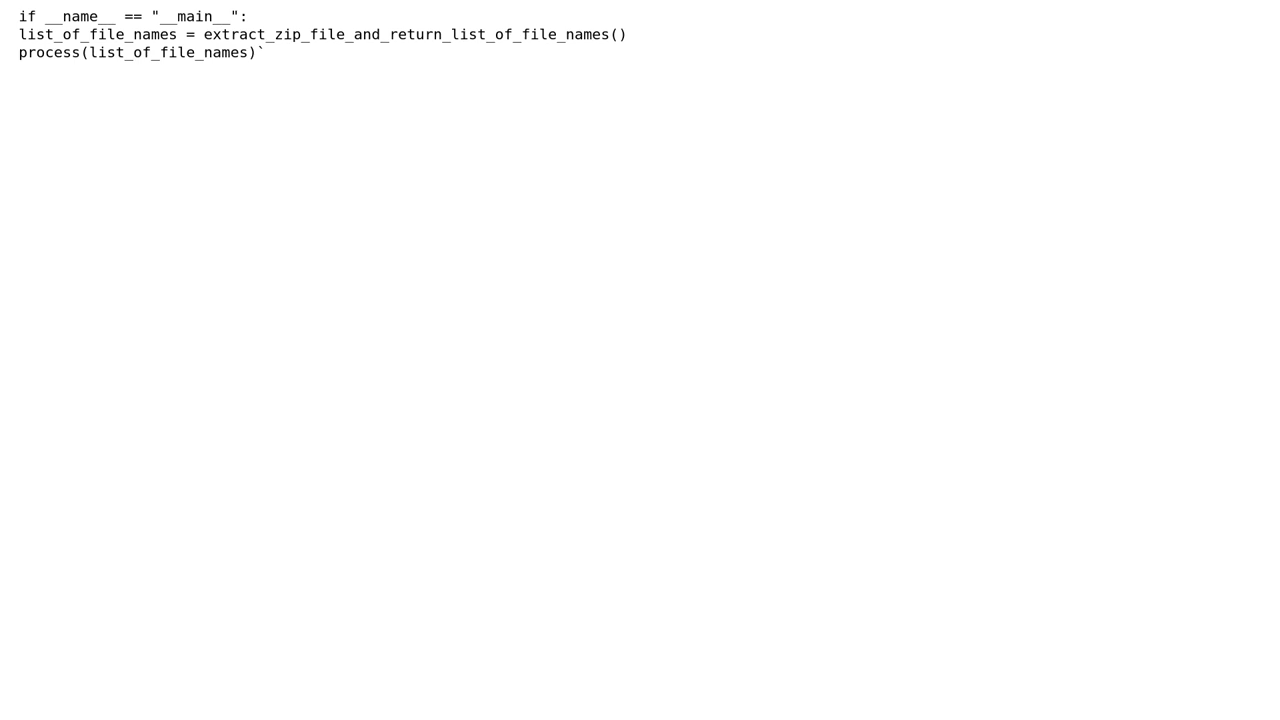 if __name__ == "__main__":
list_of_file_names = extract_zip_file_and_return_list_of_file_names()
process(list_of_file_names)`